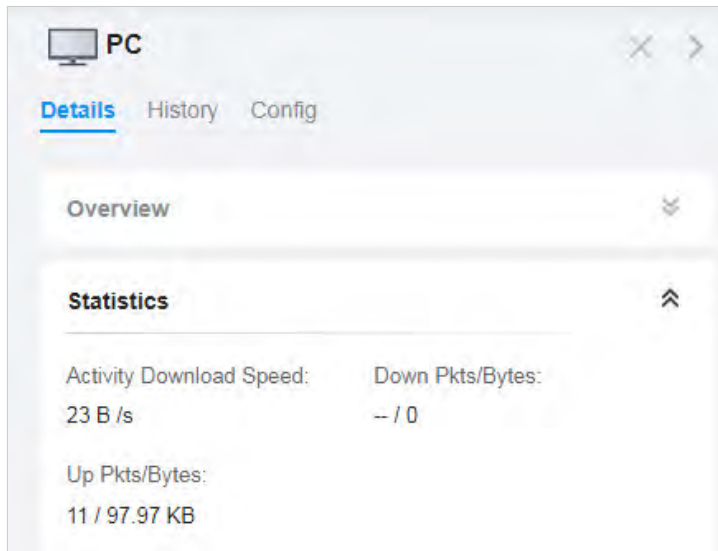 PC
Details History Config
Overview
Statistics
Activity Download Speed: Down Pkts/Bytes:
23 B /s -- / 0
Up Pkts/Bytes:
11 / 97.97 KB